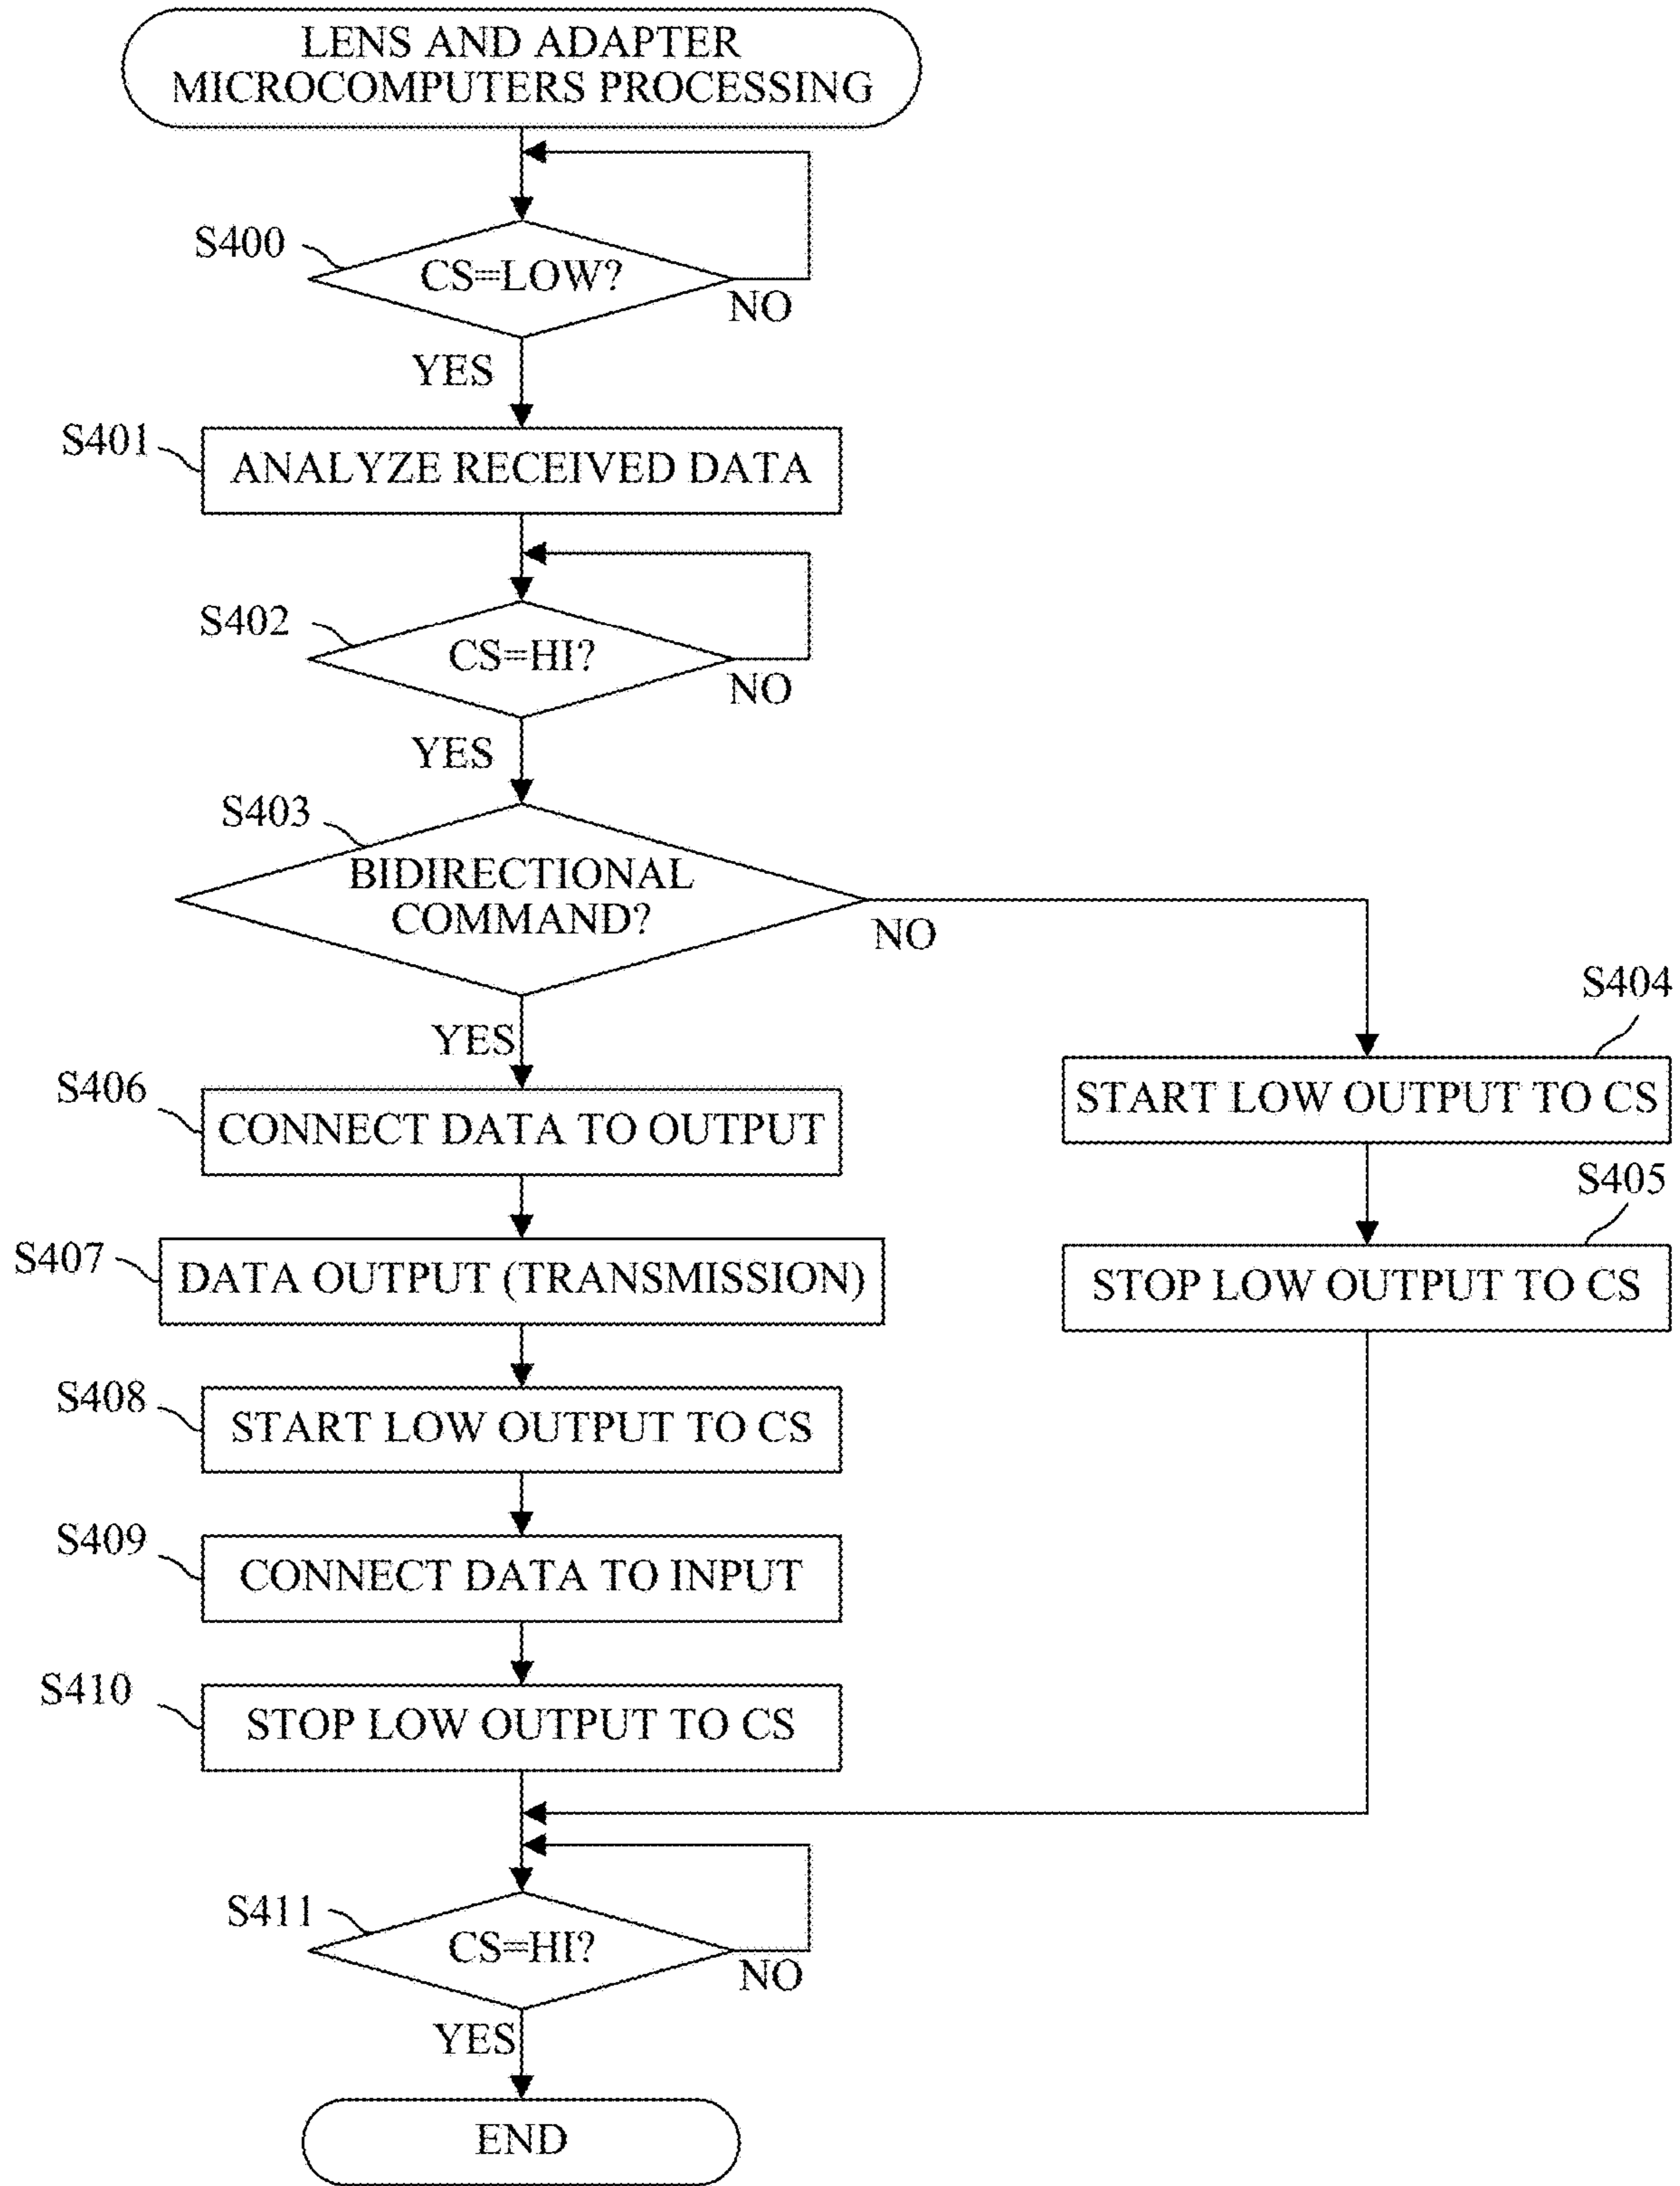 LENS AND ADAPTER
MICROCOMPUTERS PROCESSING
S400
CS=LOW?
NO
YES
S401
ANALYZE RECEIVED DATA
S402
CS=HI?
NO
YES
S403
BIDIRECTIONAL
COMMAND?
NO
YES
S404
START LOW OUTPUT TO CS
S405
STOP LOW OUTPUT TO CS
S406
CONNECT DATA TO OUTPUT
S407
DATA OUTPUT (TRANSMISSION)
S408
START LOW OUTPUT TO CS
S409
CONNECT DATA TO INPUT
S410
STOP LOW OUTPUT TO CS
S411
CS=HI?
NO
YES
END